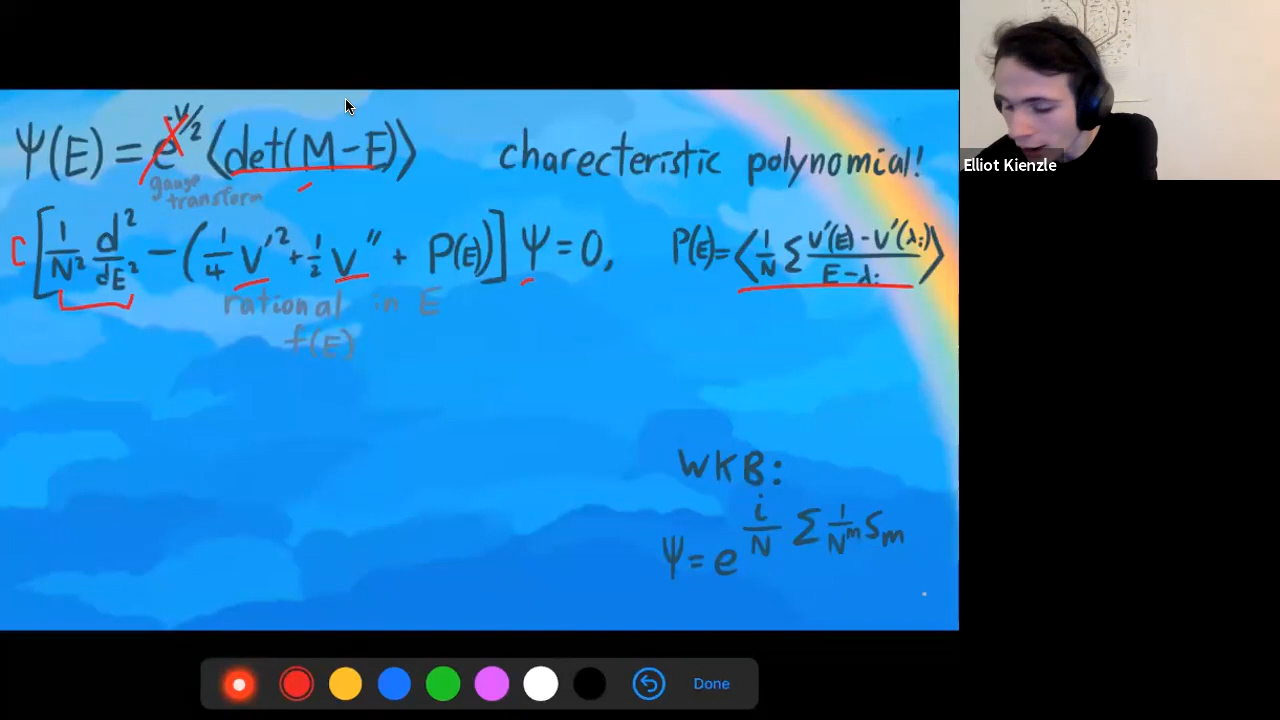 Ψ(E) = e^{-V/2} ⟨det(M-E)⟩
charecteristic polynomial!
gauge
transform
[1/N² d²/dE² - (1/4 V'² + 1/2 V'' + P(E))] Ψ = 0,
P(E) = ⟨1/N Σ (V'(E) - V'(λi))/(E - λi)⟩
rational in E
f(E)
WKB:
Ψ = e^{i/N Σ 1/N^m S_m}
Elliot Kienzle
Done